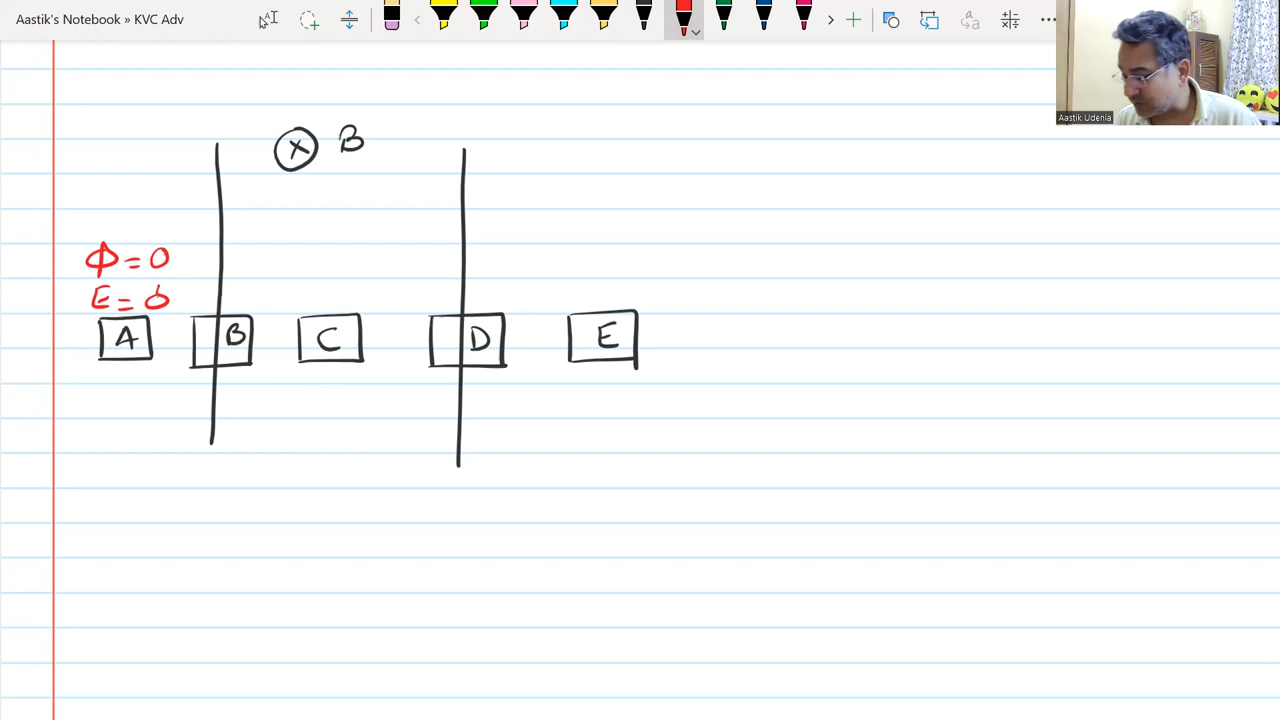 Aastik's Notebook » KVC Adv
Aastik Udenia
X B
Φ = 0
E = 0
A B C D E